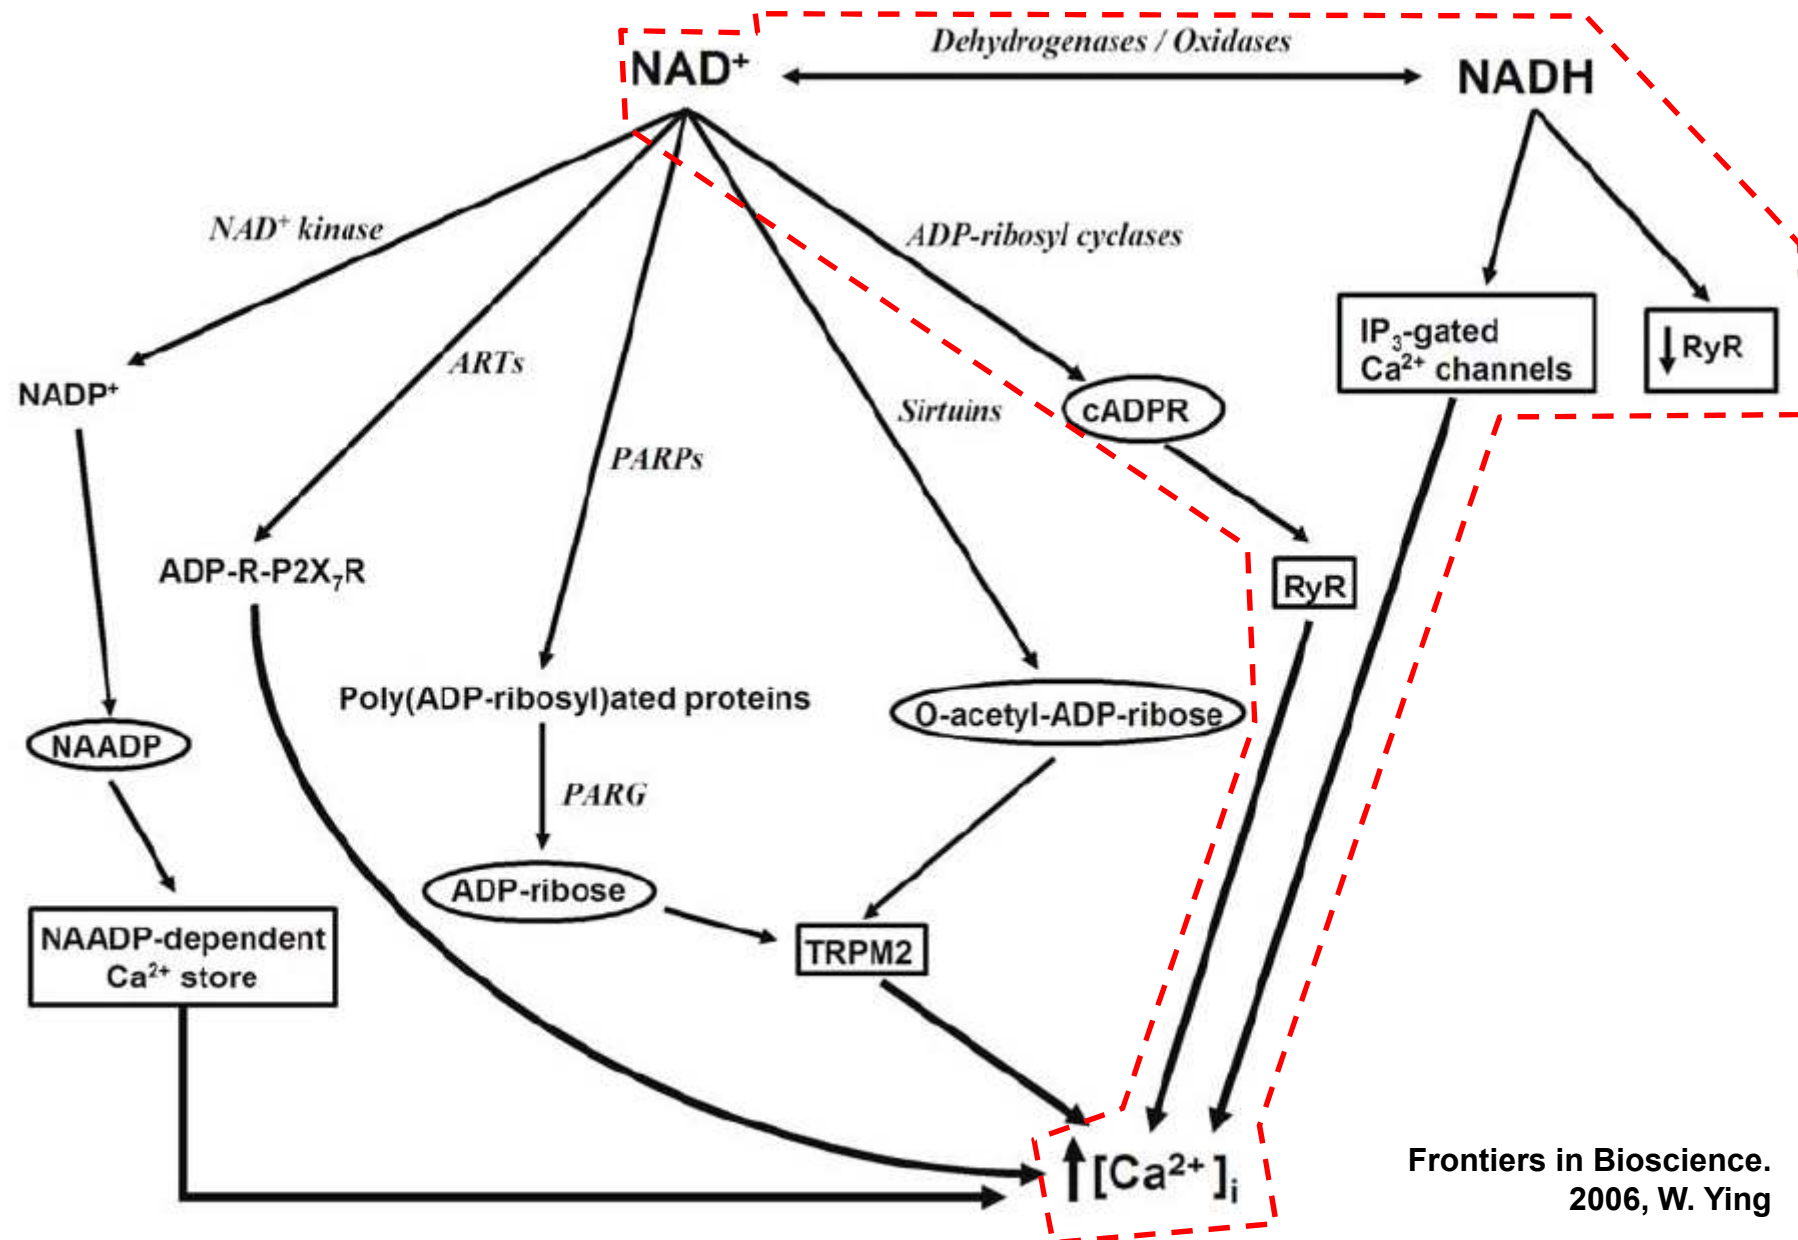 Dehydrogenases / Oxidases
NAD⁺
NADH
NAD⁺ kinase
ADP-ribosyl cyclases
IP₃-gated
Ca²⁺ channels
↓ RyR
ARTs
NADP⁺
Sirtuins
cADPR
PARPs
ADP-R-P2X₇R
RyR
Poly(ADP-ribosyl)ated proteins
O-acetyl-ADP-ribose
NAADP
PARG
ADP-ribose
NAADP-dependent
Ca²⁺ store
TRPM2
↑[Ca²⁺]ᵢ
Frontiers in Bioscience.
2006, W. Ying